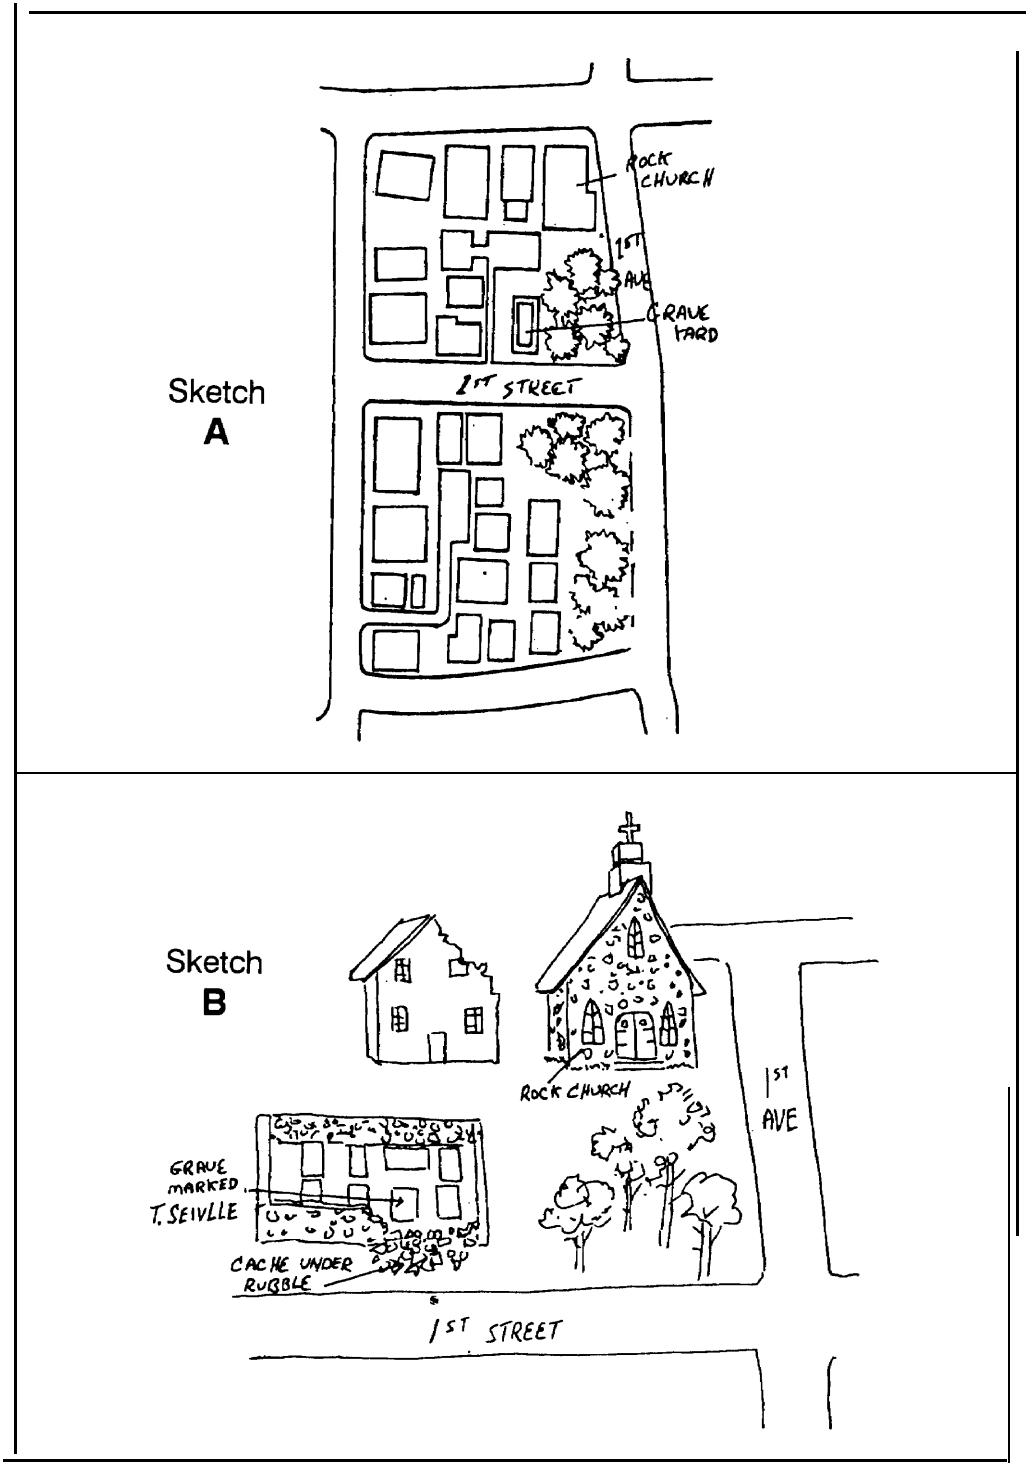 ROCK
CHURCH
1ST
AVE
GRAVE
YARD
1ST STREET
Sketch
A
Sketch
B
ROCK CHURCH
1ST
AVE
GRAVE
MARKED
T. SEIVLLE
CACHE UNDER
RUBBLE
1ST STREET